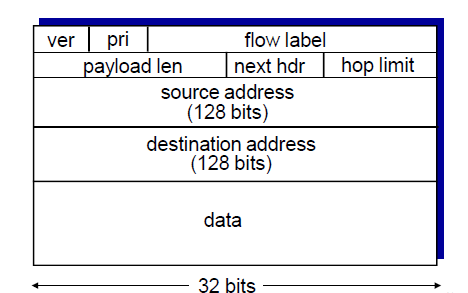 ver pri flow label
payload len next hdr hop limit
source address
(128 bits)
destination address
(128 bits)
data
32 bits